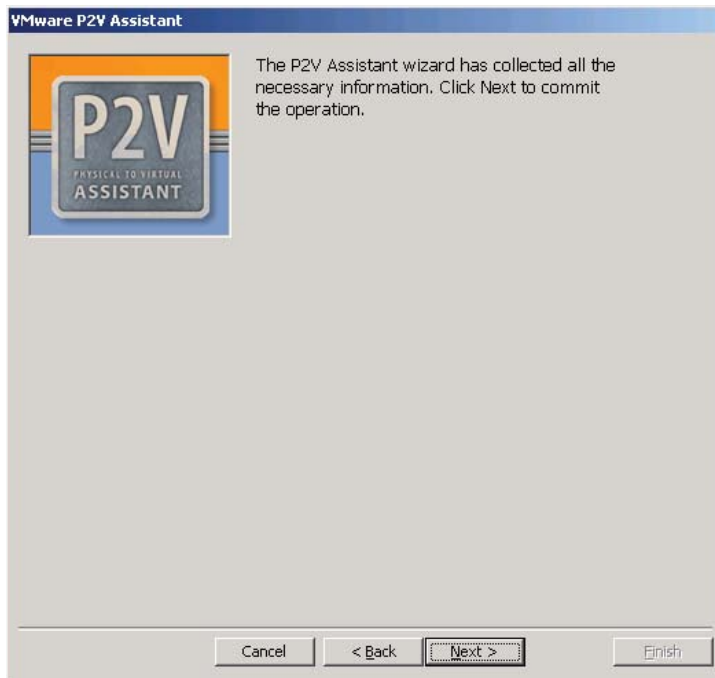 VMware P2V Assistant
P2V
PHYSICAL TO VIRTUAL
ASSISTANT
The P2V Assistant wizard has collected all the
necessary information. Click Next to commit
the operation.
Cancel
< Back
Next >
Finish